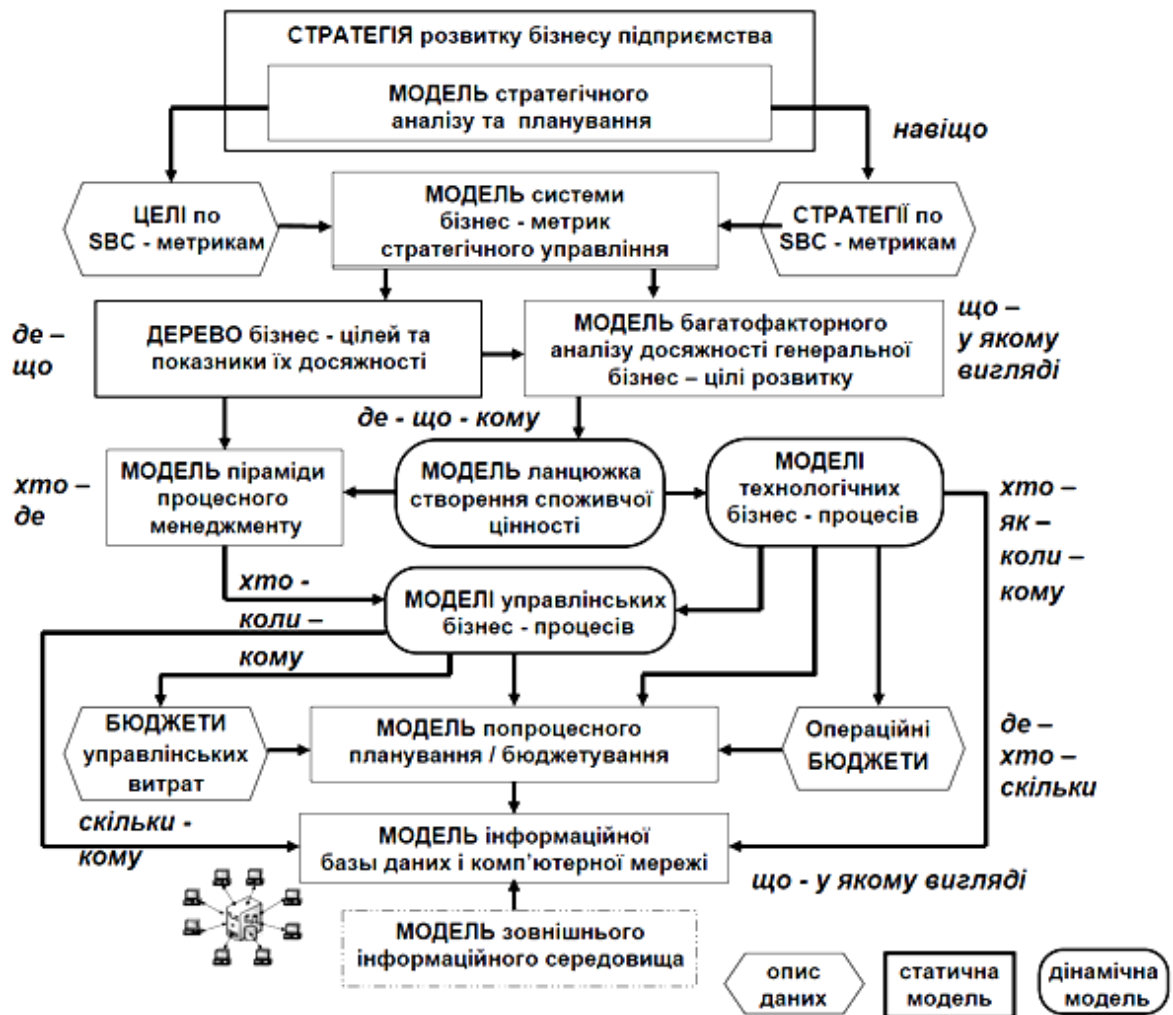 СТРАТЕГІЯ розвитку бізнесу підприємства
МОДЕЛЬ стратегічного
аналізу та планування
навіщо
ЦЕЛІ по
SBC - метрикам
МОДЕЛЬ системи
бізнес - метрик
стратегічного управління
СТРАТЕГІЇ по
SBC - метрикам
де –
що
ДЕРЕВО бізнес - цілей та
показники їх досяжності
МОДЕЛЬ багатофакторного
аналізу досяжності генеральної
бізнес – цілі розвитку
що –
у якому
вигляді
де - що - кому
хто –
де
МОДЕЛЬ піраміди
процесного
менеджменту
МОДЕЛЬ ланцюжка
створення споживчої
цінності
МОДЕЛІ
технологічних
бізнес - процесів
хто –
як –
коли –
кому
хто -
коли –
кому
МОДЕЛІ управлінських
бізнес - процесів
БЮДЖЕТИ
управлінських
витрат
МОДЕЛЬ попроцесного
планування / бюджетування
Операційні
БЮДЖЕТИ
де –
хто –
скільки
скільки -
кому
МОДЕЛЬ інформаційної
базы даних і комп'ютерної мережі
що - у якому вигляді
МОДЕЛЬ зовнішнього
інформаційного середовища
опис
даних
статична
модель
дінамічна
модель